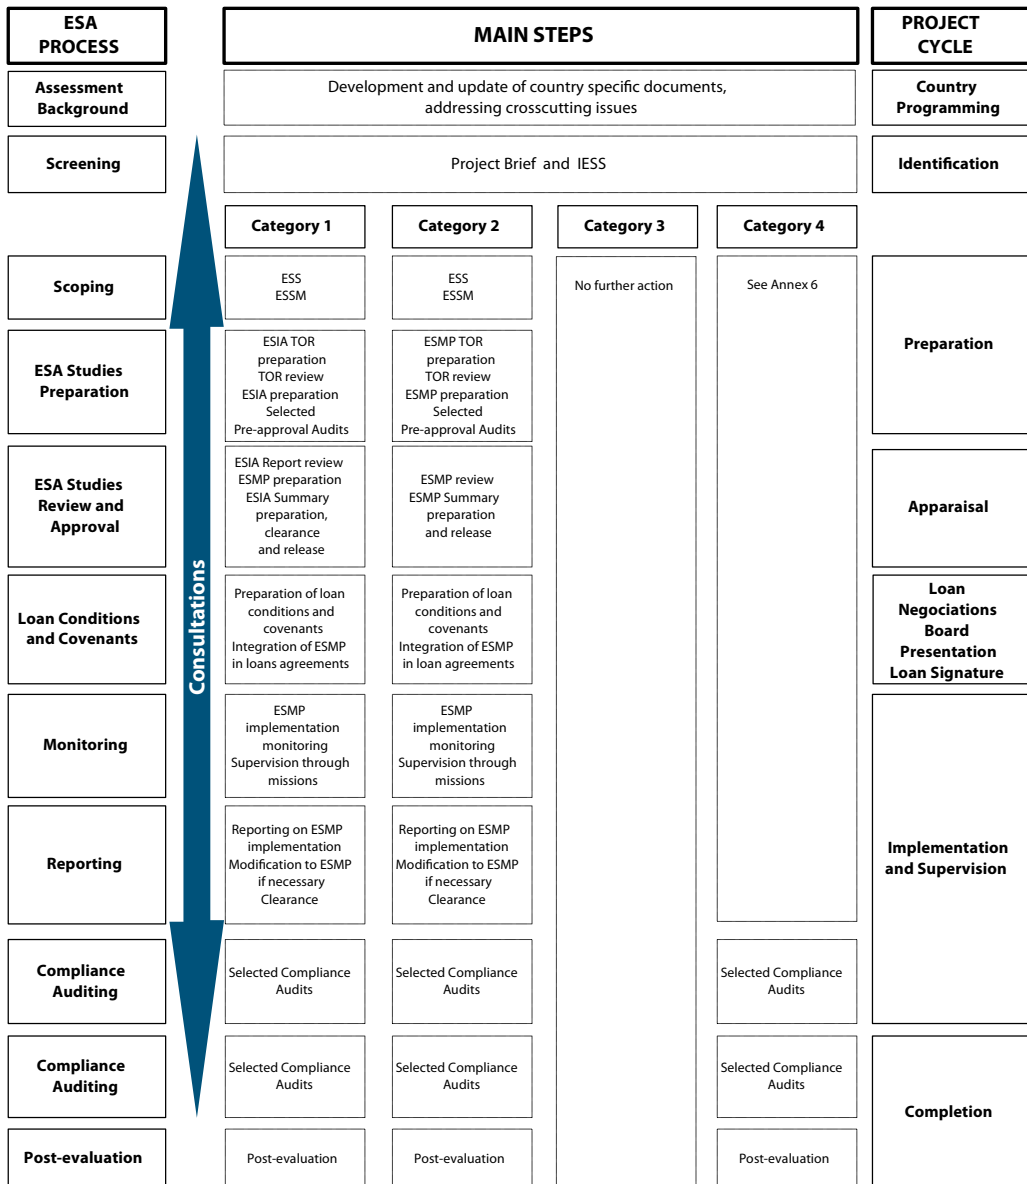 ESA
PROCESS
MAIN STEPS
PROJECT
CYCLE
Assessment
Background
Development and update of country specific documents,
addressing crosscutting issues
Country
Programming
Screening
Project Brief and IESS
Identification
Category 1
Category 2
Category 3
Category 4
Scoping
ESS
ESSM
ESS
ESSM
No further action
See Annex 6
Preparation
ESA Studies
Preparation
ESIA TOR
preparation
TOR review
ESIA preparation
Selected
Pre-approval Audits
ESMP TOR
preparation
TOR review
ESMP preparation
Selected
Pre-approval Audits
ESA Studies
Review and
Approval
ESIA Report review
ESMP preparation
ESIA Summary
preparation,
clearance
and release
ESMP review
ESMP Summary
preparation
and release
Apparaisal
Consultations
Loan Conditions
and Covenants
Preparation of loan
conditions and
covenants
Integration of ESMP
in loans agreements
Preparation of loan
conditions and
covenants
Integration of ESMP
in loan agreements
Loan
Negociations
Board
Presentation
Loan Signature
Monitoring
ESMP
implementation
monitoring
Supervision through
missions
ESMP
implementation
monitoring
Supervision through
missions
Reporting
Reporting on ESMP
implementation
Modification to ESMP
if necessary
Clearance
Reporting on ESMP
implementation
Modification to ESMP
if necessary
Clearance
Implementation
and Supervision
Compliance
Auditing
Selected Compliance
Audits
Selected Compliance
Audits
Selected Compliance
Audits
Compliance
Auditing
Selected Compliance
Audits
Selected Compliance
Audits
Selected Compliance
Audits
Completion
Post-evaluation
Post-evaluation
Post-evaluation
Post-evaluation